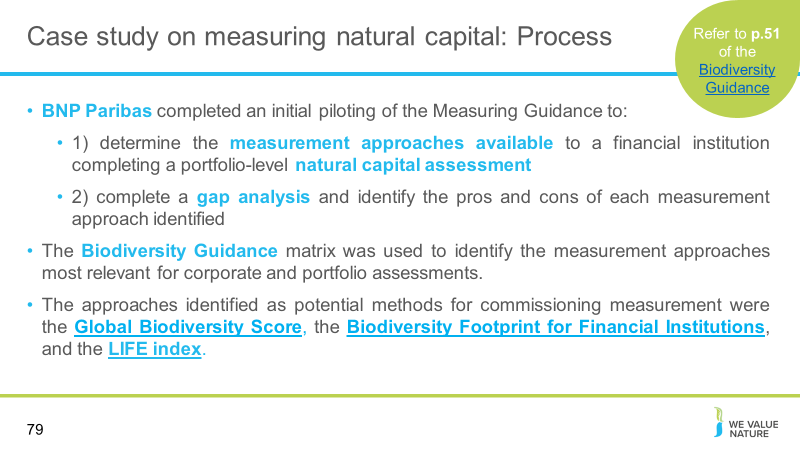 Case study on measuring natural capital: Process
Refer to p.51
of the
Biodiversity
Guidance
• BNP Paribas completed an initial piloting of the Measuring Guidance to:
• 1) determine the measurement approaches available to a financial institution
completing a portfolio-level natural capital assessment
• 2) complete a gap analysis and identify the pros and cons of each measurement
approach identified
• The Biodiversity Guidance matrix was used to identify the measurement approaches
most relevant for corporate and portfolio assessments.
• The approaches identified as potential methods for commissioning measurement were
the Global Biodiversity Score, the Biodiversity Footprint for Financial Institutions,
and the LIFE index.
79
WE VALUE
NATURE